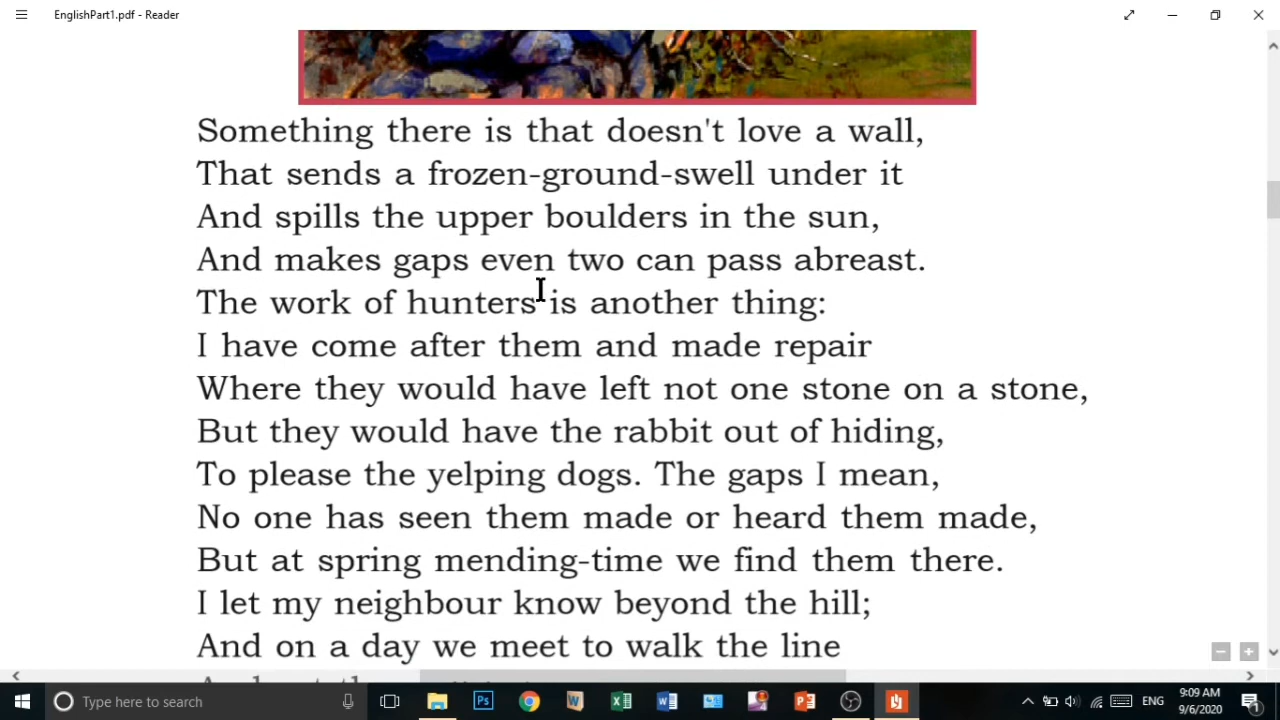 EnglishPart1.pdf - Reader
Something there is that doesn't love a wall,
That sends a frozen-ground-swell under it
And spills the upper boulders in the sun,
And makes gaps even two can pass abreast.
The work of hunters is another thing:
I have come after them and made repair
Where they would have left not one stone on a stone,
But they would have the rabbit out of hiding,
To please the yelping dogs. The gaps I mean,
No one has seen them made or heard them made,
But at spring mending-time we find them there.
I let my neighbour know beyond the hill;
And on a day we meet to walk the line
Type here to search
Ps
ENG
9:09 AM
9/6/2020
1